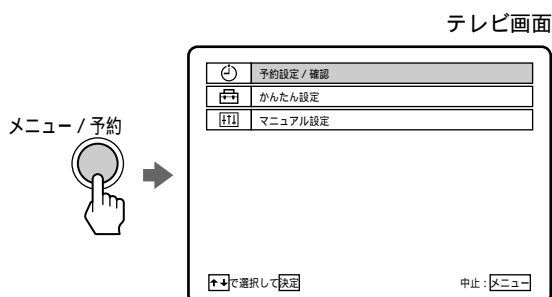 テレビ画面
メニュー / 予約
予約設定 / 確認
かんたん設定
マニュアル設定
↑↓で選択して決定
中止 : メニュー